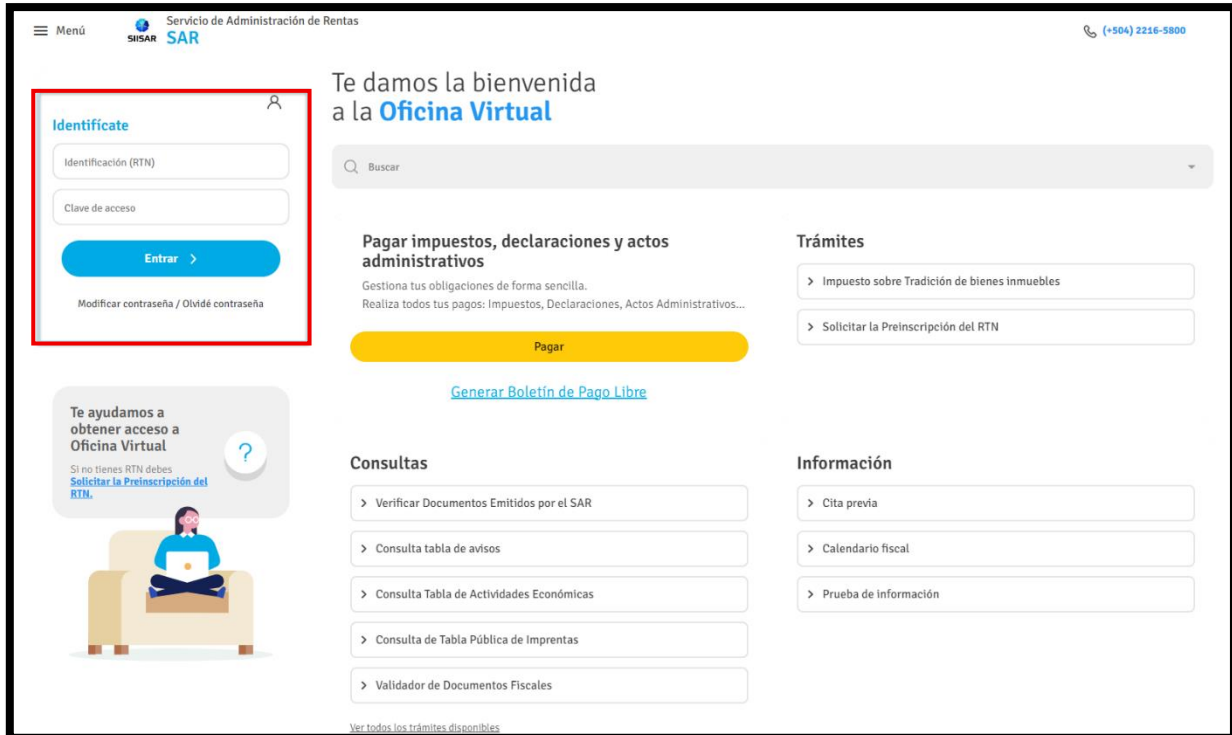 Menú
SIISAR
Servicio de Administración de Rentas
SAR
(+504) 2216-5800
Identifícate
Identificación (RTN)
Clave de acceso
Entrar
Modificar contraseña / Olvidé contraseña
Te ayudamos a
obtener acceso a
Oficina Virtual
?
Si no tienes RTN debes
Solicitar la Preinscripción del
RTN.
Te damos la bienvenida
a la Oficina Virtual
Buscar
Pagar impuestos, declaraciones y actos
administrativos
Gestiona tus obligaciones de forma sencilla.
Realiza todos tus pagos: Impuestos, Declaraciones, Actos Administrativos...
Pagar
Generar Boletín de Pago Libre
Trámites
Impuesto sobre Tradición de bienes inmuebles
Solicitar la Preinscripción del RTN
Consultas
Verificar Documentos Emitidos por el SAR
Consulta tabla de avisos
Consulta Tabla de Actividades Económicas
Consulta de Tabla Pública de Imprentas
Validador de Documentos Fiscales
Ver todos los trámites disponibles
Información
Cita previa
Calendario fiscal
Prueba de información